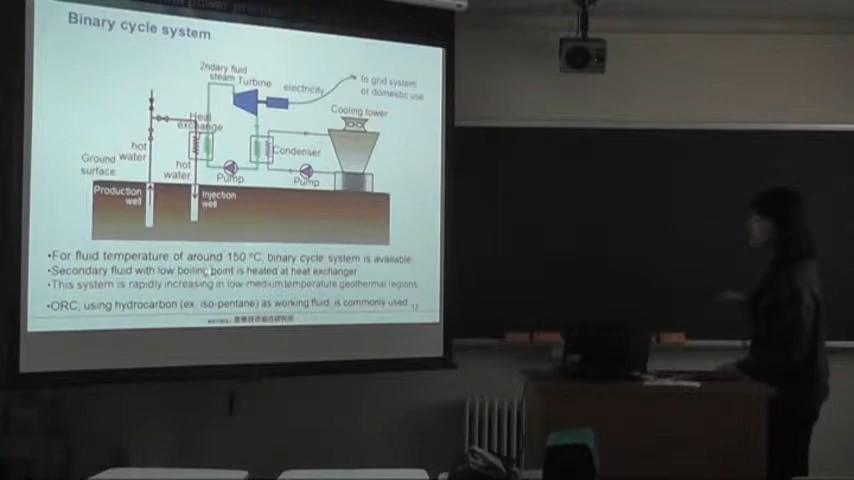 Binary cycle system
2ndary fluid
steam Turbine
electricity
to grid system
or domestic use
Cooling tower
Heat
exchange
hot
water
Condenser
Ground
surface
hot
water
Pump
Pump
Production
well
Injection
well
•For fluid temperature of around 150 ºC, binary cycle system is available
•Secondary fluid with low boiling point is heated at heat exchanger
•This system is rapidly increasing in low-medium temperature geothermal regions
•ORC, using hydrocarbon (ex. iso-pentane) as working fluid, is commonly used
12